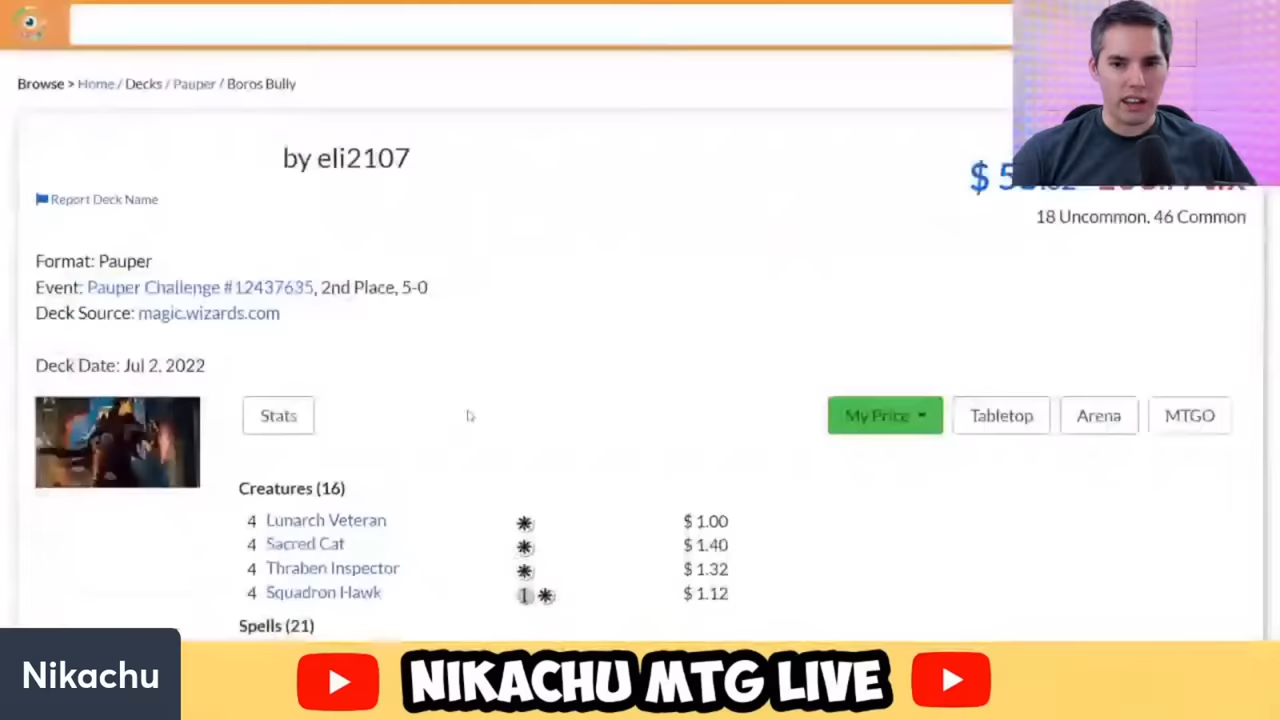 Browse > Home / Decks / Pauper / Boros Bully
by eli2107
$ 5
Report Deck Name
18 Uncommon, 46 Common
Format: Pauper
Event: Pauper Challenge #12437635, 2nd Place, 5-0
Deck Source: magic.wizards.com
Deck Date: Jul 2, 2022
Stats
My Price
Tabletop
Arena
MTGO
Creatures (16)
4 Lunarch Veteran $ 1.00
4 Sacred Cat $ 1.40
4 Thraben Inspector $ 1.32
4 Squadron Hawk 1 $ 1.12
Spells (21)
Nikachu
NIKACHU MTG LIVE